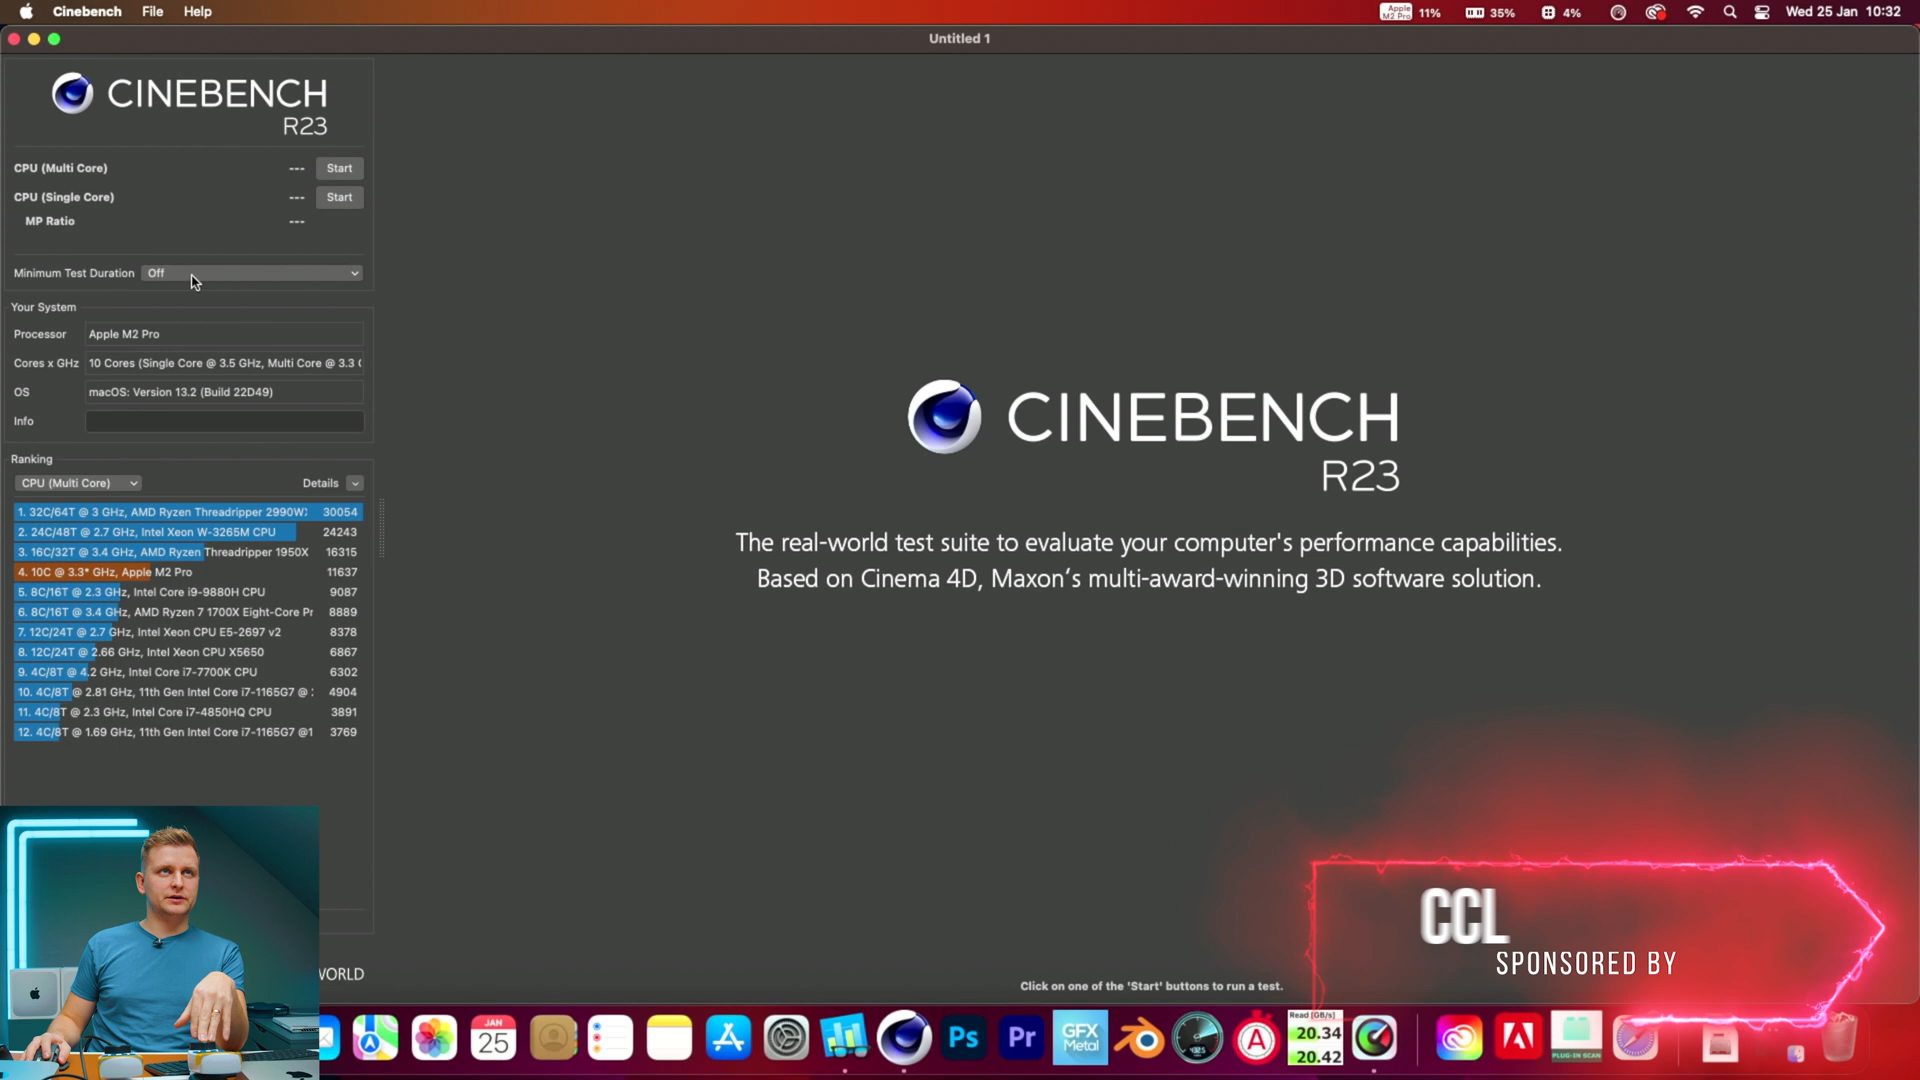 Cinebench File Help
Apple M2 Pro 11% 35% 4% Wed 25 Jan 10:32
Untitled 1
CINEBENCH
R23
CPU (Multi Core) --- Start
CPU (Single Core) --- Start
MP Ratio ---
Minimum Test Duration Off
Your System
Processor Apple M2 Pro
Cores x GHz 10 Cores (Single Core @ 3.5 GHz, Multi Core @ 3.3 (
OS macOS: Version 13.2 (Build 22D49)
Info
Ranking
CPU (Multi Core) Details
1. 32C/64T @ 3 GHz, AMD Ryzen Threadripper 2990W 30054
2. 24C/48T @ 2.7 GHz, Intel Xeon W-3265M CPU 24243
3. 16C/32T @ 3.4 GHz, AMD Ryzen Threadripper 1950X 16315
4. 10C @ 3.3* GHz, Apple M2 Pro 11637
5. 8C/16T @ 2.3 GHz, Intel Core i9-9880H CPU 9087
6. 8C/16T @ 3.4 GHz, AMD Ryzen 7 1700X Eight-Core Pr 8889
7. 12C/24T @ 2.7 GHz, Intel Xeon CPU E5-2697 v2 8378
8. 12C/24T @ 2.66 GHz, Intel Xeon CPU X5650 6867
9. 4C/8T @ 4.2 GHz, Intel Core i7-7700K CPU 6302
10. 4C/8T @ 2.81 GHz, 11th Gen Intel Core i7-1165G7 @ 4904
11. 4C/8T @ 2.3 GHz, Intel Core i7-4850HQ CPU 3891
12. 4C/8T @ 1.69 GHz, 11th Gen Intel Core i7-1165G7 @1 3769
CINEBENCH
R23
The real-world test suite to evaluate your computer's performance capabilities.
Based on Cinema 4D, Maxon's multi-award-winning 3D software solution.
CCL
SPONSORED BY
WORLD
Click on one of the 'Start' buttons to run a test.
JAN
25
Ps
Pr
GFX
Metal
Read [GB/s]
20.34
20.42
PLUG-IN SCAN